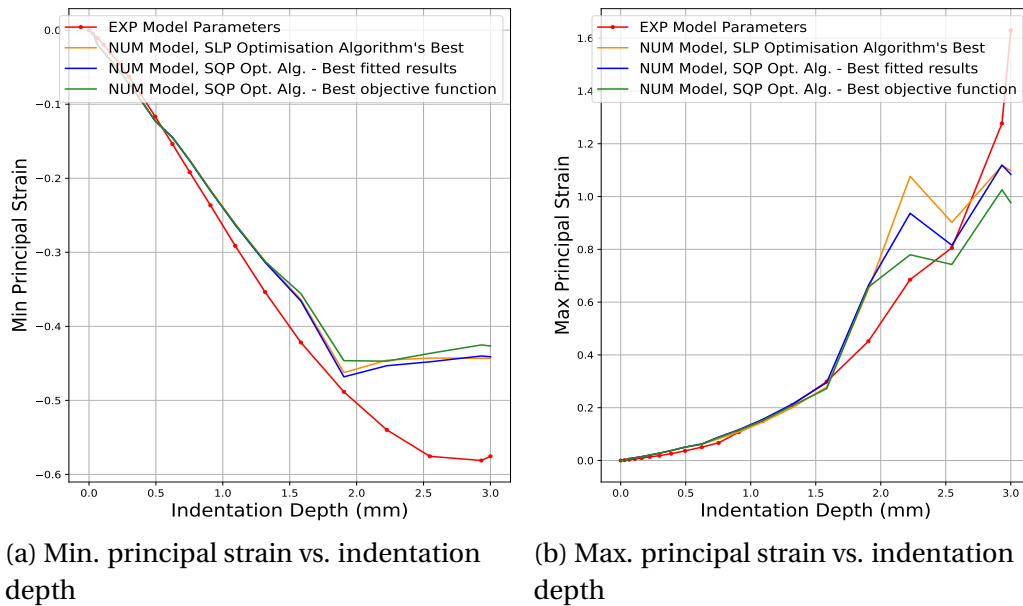 EXP Model Parameters
NUM Model, SLP Optimisation Algorithm's Best
NUM Model, SQP Opt. Alg. - Best fitted results
NUM Model, SQP Opt. Alg. - Best objective function
0.0
−0.1
−0.2
−0.3
−0.4
−0.5
−0.6
Min Principal Strain
0.0 0.5 1.0 1.5 2.0 2.5 3.0
Indentation Depth (mm)
(a) Min. principal strain vs. indentation
depth
EXP Model Parameters
NUM Model, SLP Optimisation Algorithm's Best
NUM Model, SQP Opt. Alg. - Best fitted results
NUM Model, SQP Opt. Alg. - Best objective function
1.6
1.4
1.2
1.0
0.8
0.6
0.4
0.2
0.0
Max Principal Strain
0.0 0.5 1.0 1.5 2.0 2.5 3.0
Indentation Depth (mm)
(b) Max. principal strain vs. indentation
depth